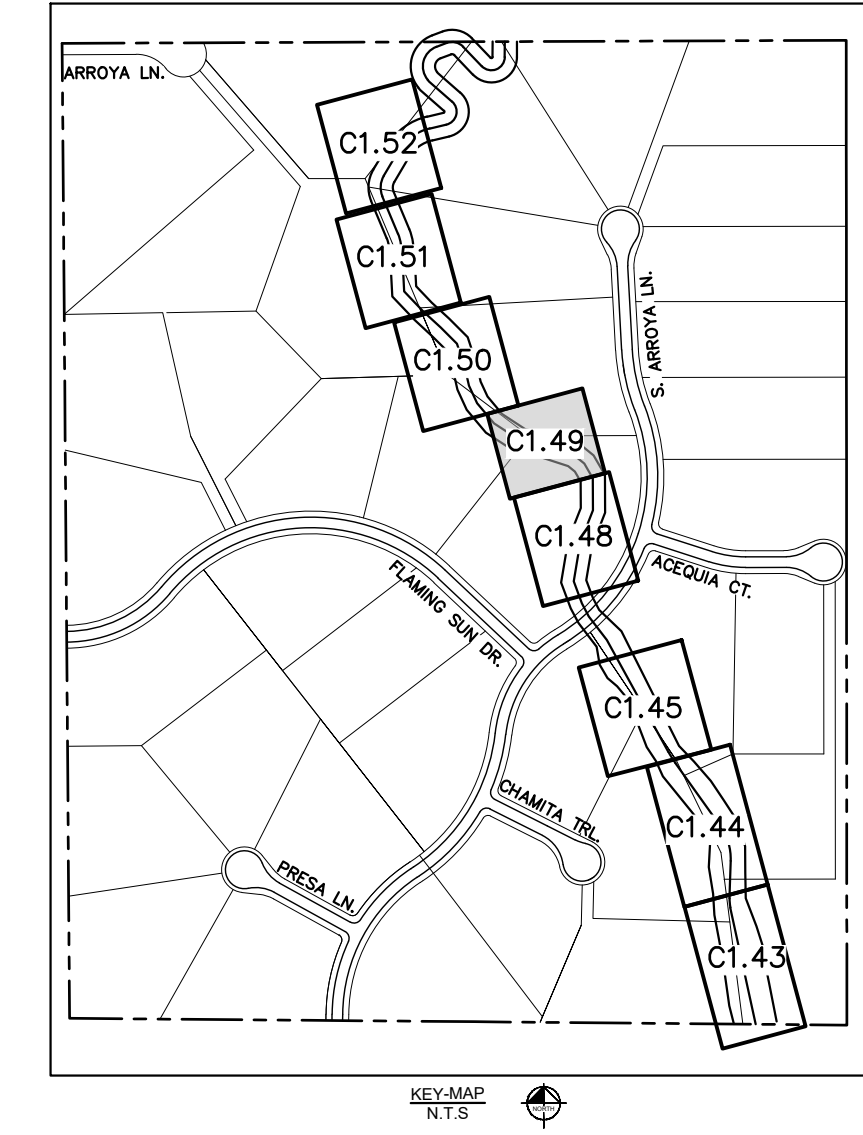 ARROYA LN.
C1.52
C1.51
S. ARROYA LN.
C1.50
C1.49
C1.48
ACEQUIA CT.
FLAMING SUN DR.
C1.45
CHAMITA TRL.
C1.44
PRESA LN.
C1.43
KEY-MAP
N.T.S
NORTH